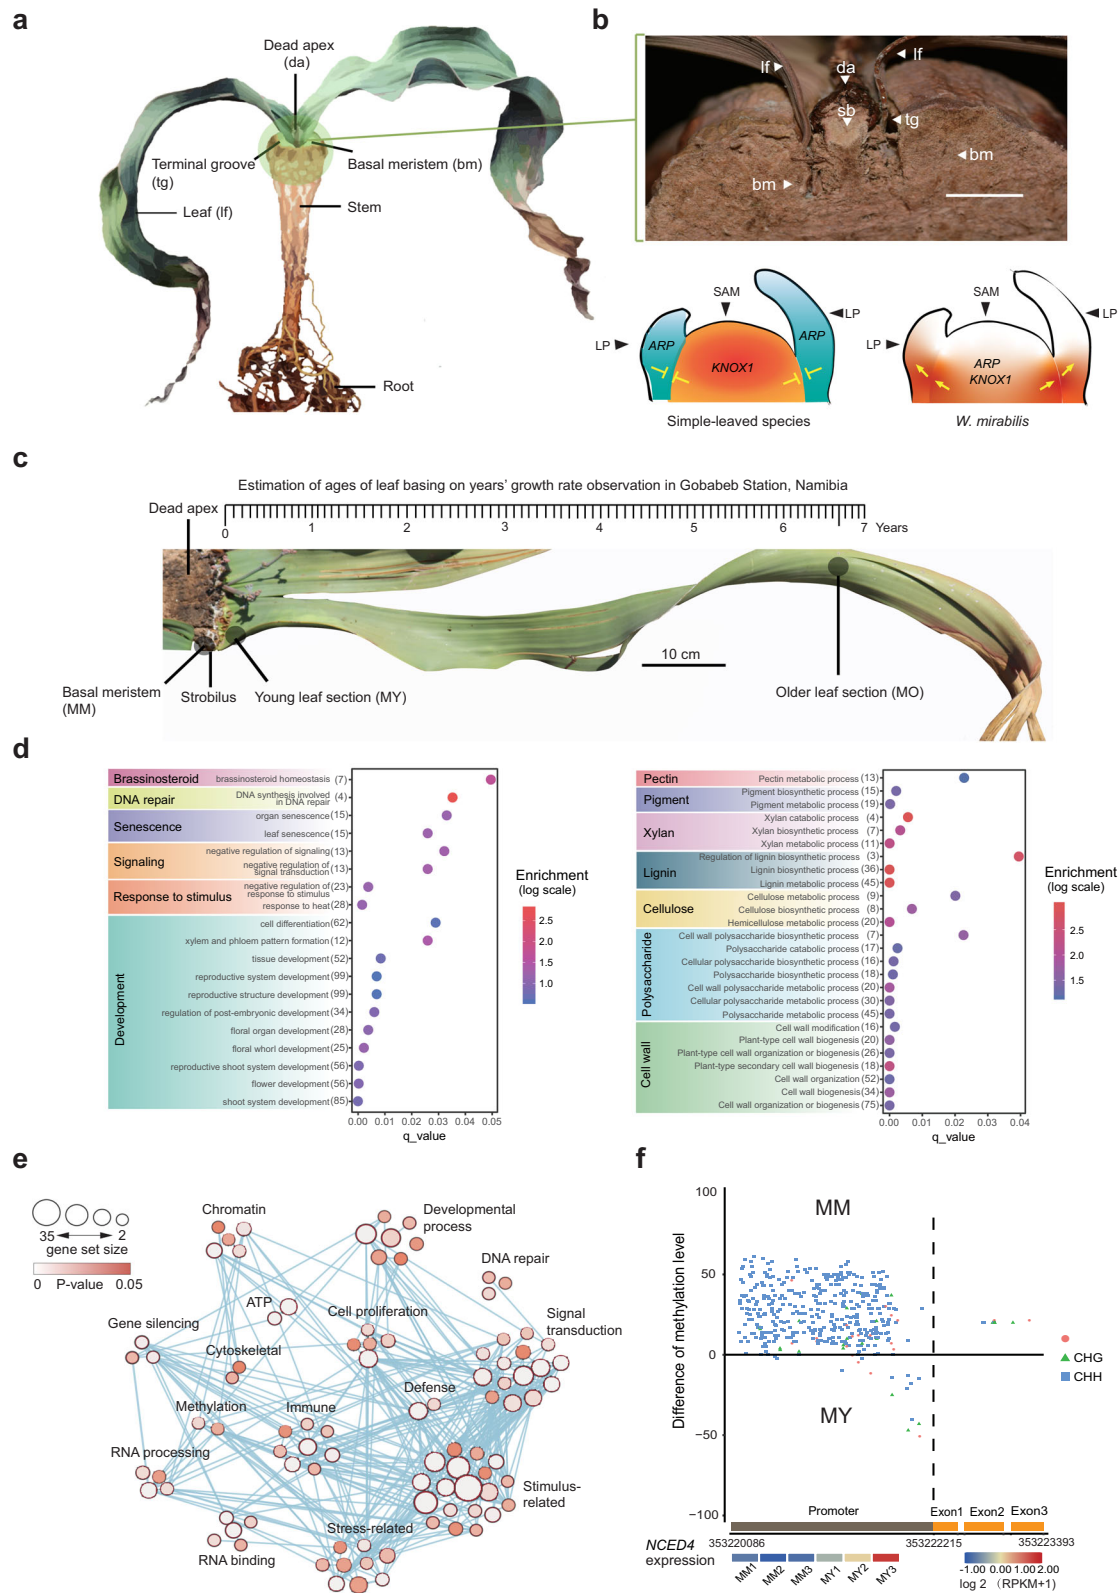 a
Dead apex
(da)
Terminal groove
(tg)
Basal meristem (bm)
Leaf (lf)
Stem
Root
b
lf
da
lf
sb
tg
bm
bm
SAM
LP
LP
ARP
ARP
KNOX1
Simple-leaved species
SAM
LP
LP
ARP
KNOX1
W. mirabilis
c
Estimation of ages of leaf basing on years' growth rate observation in Gobabeb Station, Namibia
Dead apex
0 1 2 3 4 5 6 7 Years
10 cm
Basal meristem
(MM)
Strobilus
Young leaf section (MY)
Older leaf section (MO)
d
Brassinosteroid
brassinosteroid homeostasis (7)
DNA repair
DNA synthesis involved
in DNA repair (4)
Senescence
organ senescence (15)
leaf senescence (15)
Signaling
negative regulation of signaling (13)
negative regulation of
signal transduction (13)
Response to stimulus
negative regulation of
response to stimulus (23)
response to heat (28)
Development
cell differentiation (62)
xylem and phloem pattern formation (12)
tissue development (52)
reproductive system development (99)
reproductive structure development (99)
regulation of post-embryonic development (34)
floral organ development (28)
floral whorl development (25)
reproductive shoot system development (56)
flower development (56)
shoot system development (85)
0.00 0.01 0.02 0.03 0.04 0.05
q_value
Enrichment
(log scale)
2.5
2.0
1.5
1.0
Pectin
Pectin metabolic process (13)
Pigment
Pigment biosynthetic process (15)
Pigment metabolic process (19)
Xylan
Xylan catabolic process (4)
Xylan biosynthetic process (7)
Xylan metabolic process (11)
Lignin
Regulation of lignin biosynthetic process (3)
Lignin biosynthetic process (36)
Lignin metabolic process (45)
Cellulose
Cellulose metabolic process (9)
Cellulose biosynthetic process (8)
Hemicellulose metabolic process (20)
Polysaccharide
Cell wall polysaccharide biosynthetic process (7)
Polysaccharide catabolic process (17)
Cellular polysaccharide biosynthetic process (16)
Polysaccharide biosynthetic process (18)
Cell wall polysaccharide metabolic process (20)
Cellular polysaccharide metabolic process (30)
Polysaccharide metabolic process (45)
Cell wall
Cell wall modification (16)
Plant-type cell wall biogenesis (20)
Plant-type cell wall organization or biogenesis (26)
Plant-type secondary cell wall biogenesis (18)
Cell wall organization (52)
Cell wall biogenesis (34)
Cell wall organization or biogenesis (75)
0.00 0.01 0.02 0.03 0.04
q_value
Enrichment
(log scale)
2.5
2.0
1.5
e
35 2
gene set size
0 P-value 0.05
Chromatin
Developmental
process
DNA repair
ATP
Cell proliferation
Signal
transduction
Gene silencing
Cytoskeletal
Defense
Methylation
Immune
RNA processing
Stimulus-
related
Stress-related
RNA binding
f
Difference of methylation level
100
50
0
−50
−100
MM
MY
CHG
CHH
Promoter
Exon1 Exon2 Exon3
353220086 353222215 353223393
NCED4
expression
MM1 MM2 MM3 MY1 MY2 MY3
-1.00 1.00 2.00
log 2 (RPKM+1)